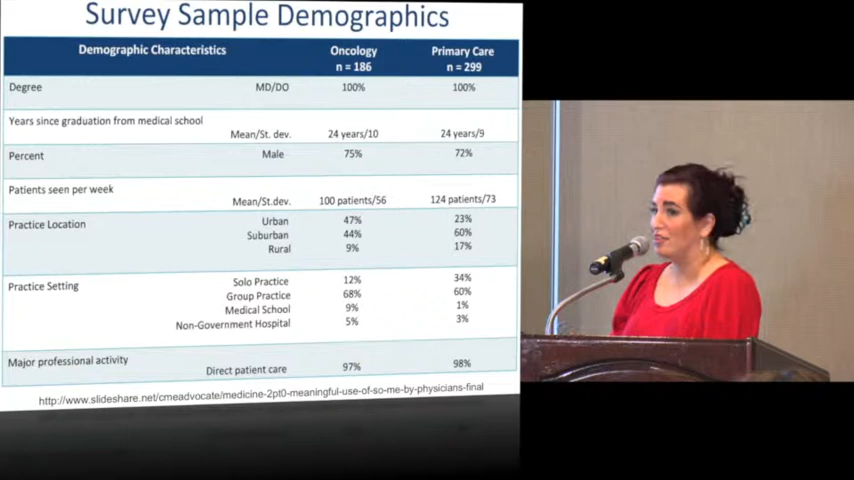 Survey Sample Demographics
Demographic Characteristics Oncology n = 186 Primary Care n = 299
Degree MD/DO 100% 100%
Years since graduation from medical school
Mean/St. dev. 24 years/10 24 years/9
Percent Male 75% 72%
Patients seen per week
Mean/St.dev. 100 patients/56 124 patients/73
Practice Location Urban 47% 23%
Suburban 44% 60%
Rural 9% 17%
Practice Setting Solo Practice 12% 34%
Group Practice 68% 60%
Medical School 9% 1%
Non-Government Hospital 5% 3%
Major professional activity
Direct patient care 97% 98%
http://www.slideshare.net/cmeadvocate/medicine-2pt0-meaningful-use-of-so-me-by-physicians-final